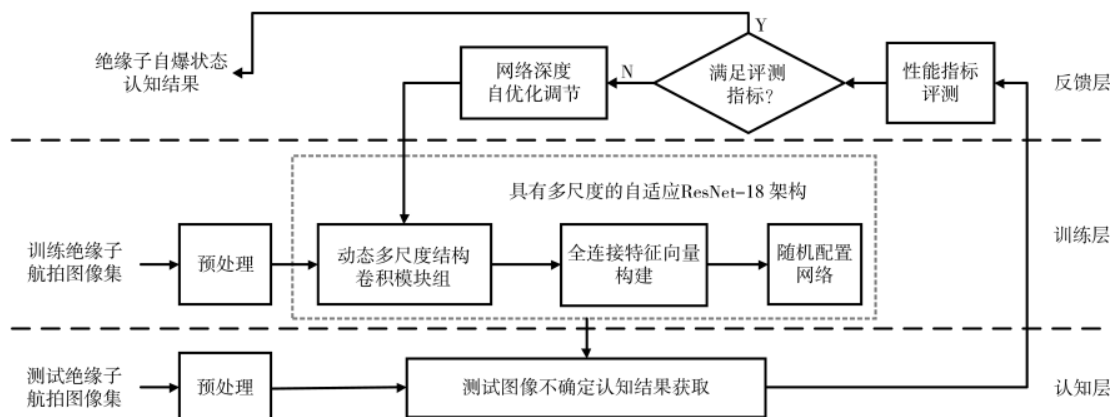 Y
绝缘子自爆状态
认知结果
网络深度
自优化调节
N
满足评测
指标?
性能指标
评测
反馈层
具有多尺度的自适应ResNet-18 架构
训练绝缘子
航拍图像集
预处理
动态多尺度结构
卷积模块组
全连接特征向量
构建
随机配置
网络
训练层
测试绝缘子
航拍图像集
预处理
测试图像不确定认知结果获取
认知层